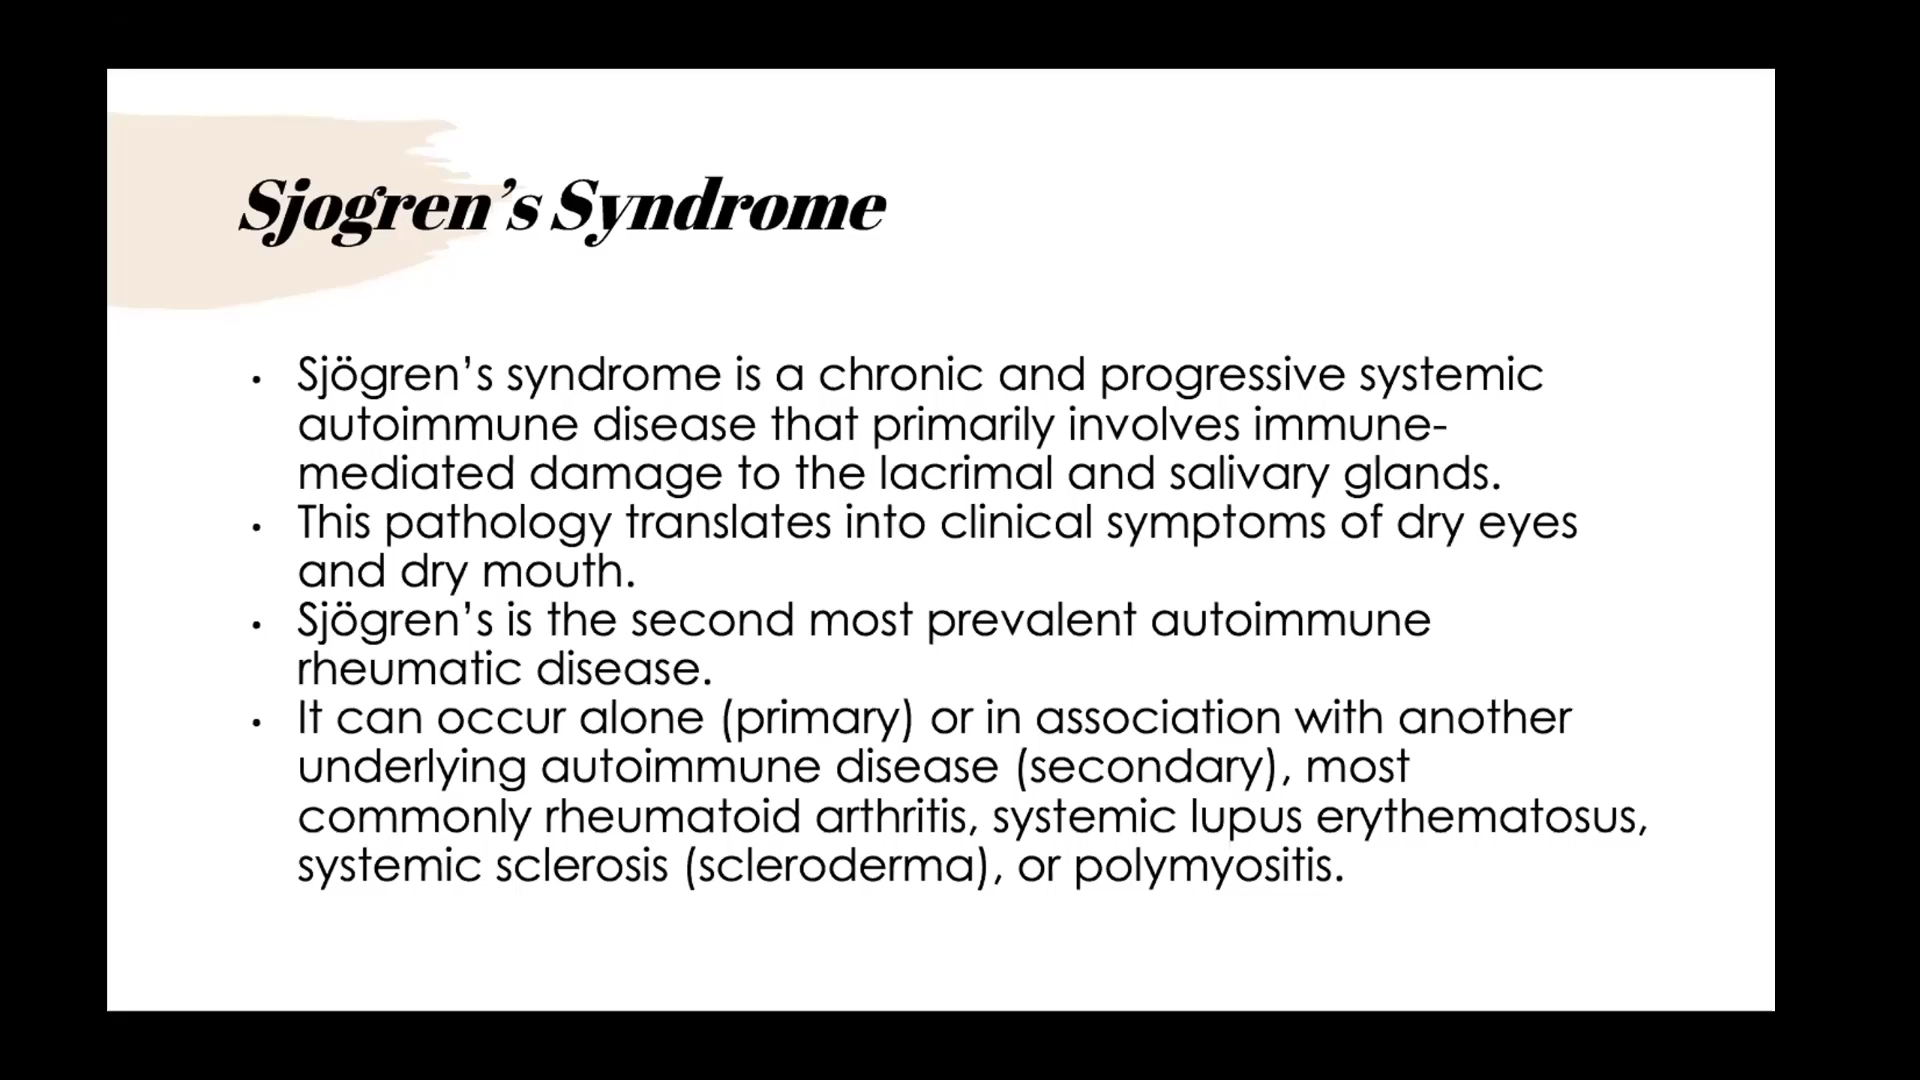 Sjogren’s Syndrome
• Sjögren’s syndrome is a chronic and progressive systemic
autoimmune disease that primarily involves immune-
mediated damage to the lacrimal and salivary glands.
• This pathology translates into clinical symptoms of dry eyes
and dry mouth.
• Sjögren’s is the second most prevalent autoimmune
rheumatic disease.
• It can occur alone (primary) or in association with another
underlying autoimmune disease (secondary), most
commonly rheumatoid arthritis, systemic lupus erythematosus,
systemic sclerosis (scleroderma), or polymyositis.